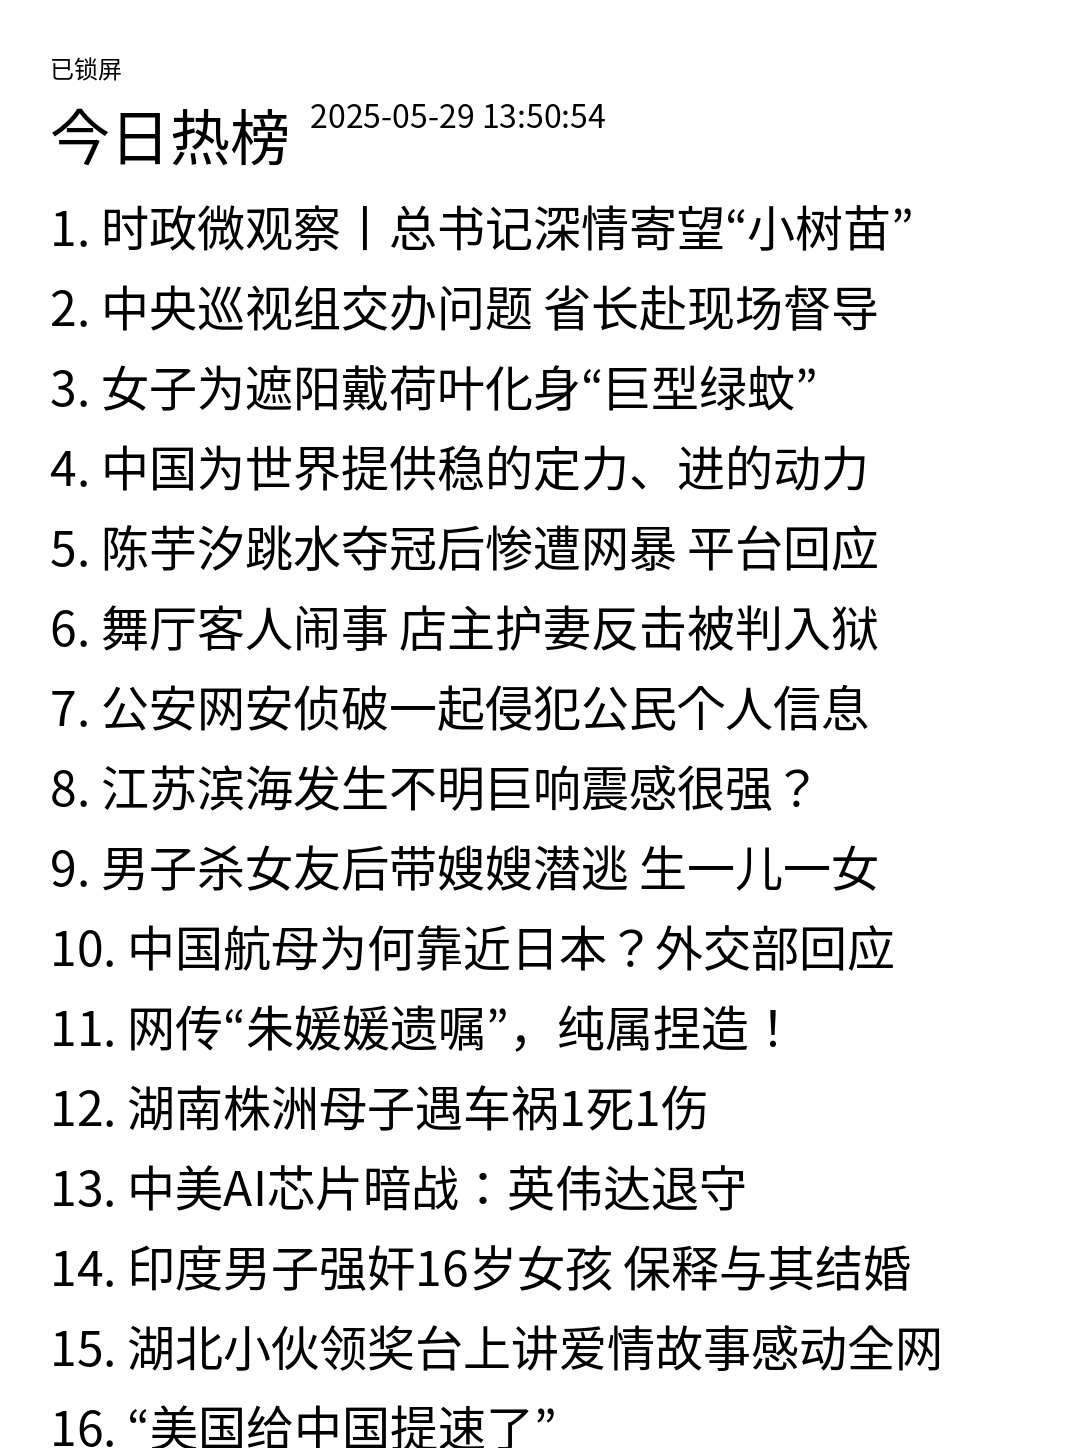 已锁屏
今日热榜 2025-05-29 13:50:54
1. 时政微观察丨总书记深情寄望“小树苗”
2. 中央巡视组交办问题 省长赴现场督导
3. 女子为遮阳戴荷叶化身“巨型绿蚊”
4. 中国为世界提供稳的定力、进的动力
5. 陈芋汐跳水夺冠后惨遭网暴 平台回应
6. 舞厅客人闹事 店主护妻反击被判入狱
7. 公安网安侦破一起侵犯公民个人信息
8. 江苏滨海发生不明巨响震感很强？
9. 男子杀女友后带嫂嫂潜逃 生一儿一女
10. 中国航母为何靠近日本？外交部回应
11. 网传“朱媛媛遗嘱”，纯属捏造！
12. 湖南株洲母子遇车祸1死1伤
13. 中美AI芯片暗战：英伟达退守
14. 印度男子强奸16岁女孩 保释与其结婚
15. 湖北小伙领奖台上讲爱情故事感动全网
16. “美国给中国提速了”